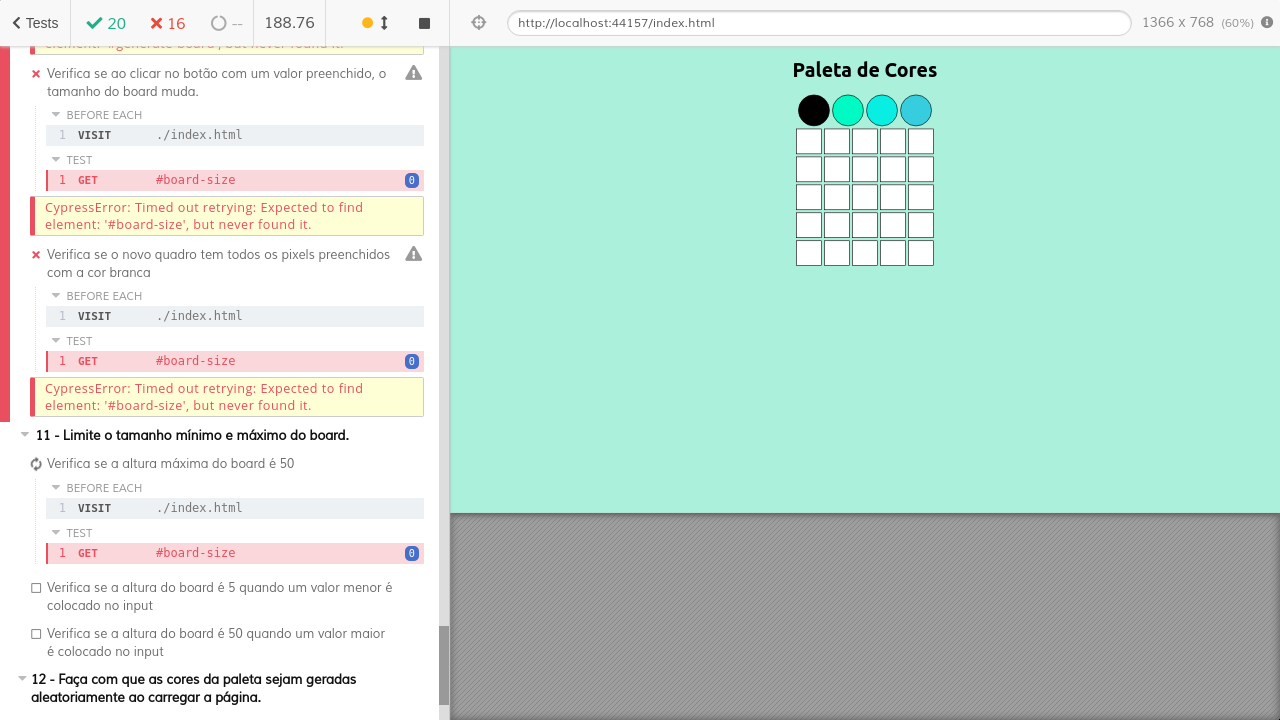 Tests
20
16
--
188.76
http://localhost:44157/index.html
1366 x 768 (60%)
element: '#generate-board', but never found it.
Verifica se ao clicar no botão com um valor preenchido, o
tamanho do board muda.
BEFORE EACH
1 VISIT ./index.html
TEST
1 GET #board-size 0
CypressError: Timed out retrying: Expected to find
element: '#board-size', but never found it.
Verifica se o novo quadro tem todos os pixels preenchidos
com a cor branca
BEFORE EACH
1 VISIT ./index.html
TEST
1 GET #board-size 0
CypressError: Timed out retrying: Expected to find
element: '#board-size', but never found it.
11 - Limite o tamanho mínimo e máximo do board.
Verifica se a altura máxima do board é 50
BEFORE EACH
1 VISIT ./index.html
TEST
1 GET #board-size 0
Verifica se a altura do board é 5 quando um valor menor é
colocado no input
Verifica se a altura do board é 50 quando um valor maior
é colocado no input
12 - Faça com que as cores da paleta sejam geradas
aleatoriamente ao carregar a página.
Paleta de Cores